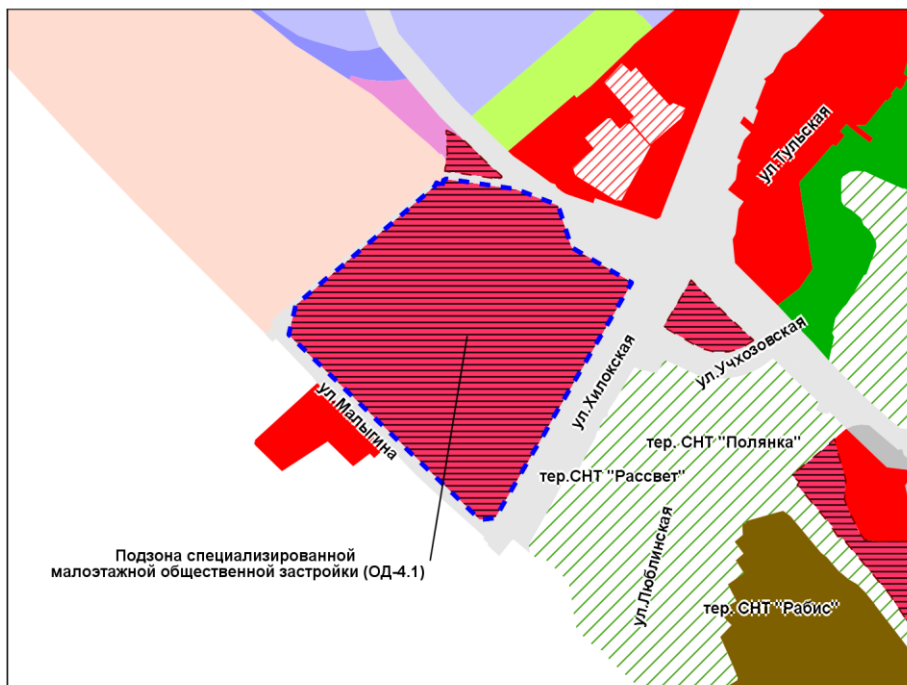 ул.Тульская
ул.Учхозовская
ул.Хилокская
ул.Малыгина
тер. СНТ "Полянка"
тер.СНТ "Рассвет"
ул.Люблинская
Подзона специализированной
малоэтажной общественной застройки (ОД-4.1)
тер. СНТ "Рабис"